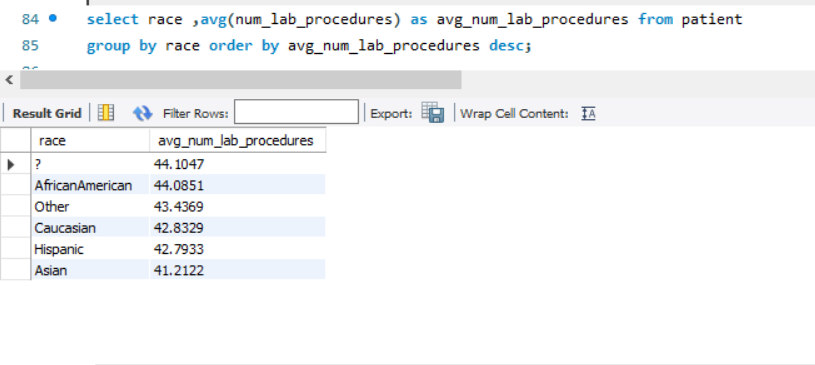 84 select race ,avg(num_lab_procedures) as avg_num_lab_procedures from patient
85 group by race order by avg_num_lab_procedures desc;
Result Grid Filter Rows: Export: Wrap Cell Content:
race avg_num_lab_procedures
? 44.1047
AfricanAmerican 44.0851
Other 43.4369
Caucasian 42.8329
Hispanic 42.7933
Asian 41.2122